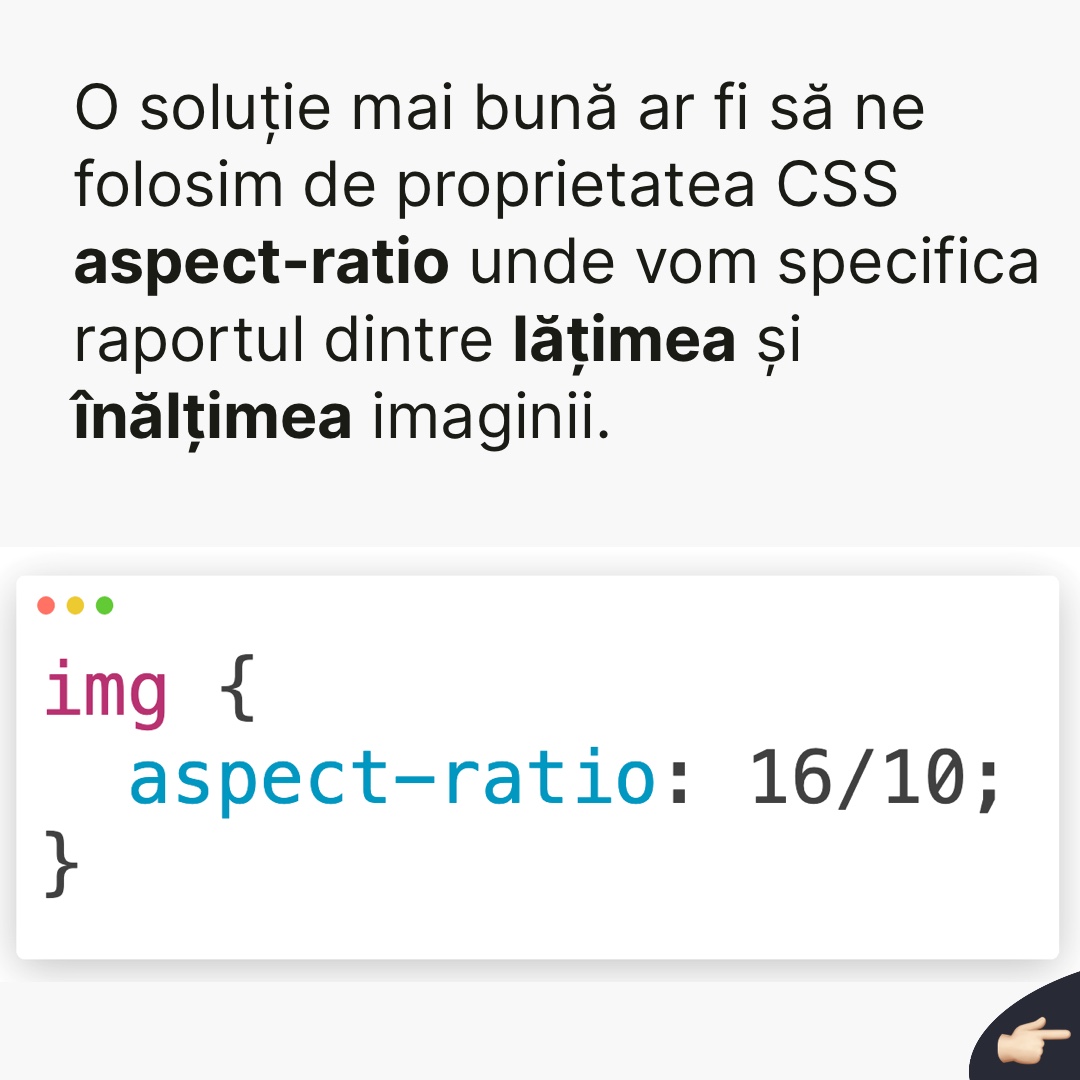 O soluție mai bună ar fi să ne
folosim de proprietatea CSS
aspect-ratio unde vom specifica
raportul dintre lățimea și
înălțimea imaginii.
img {
  aspect-ratio: 16/10;
}